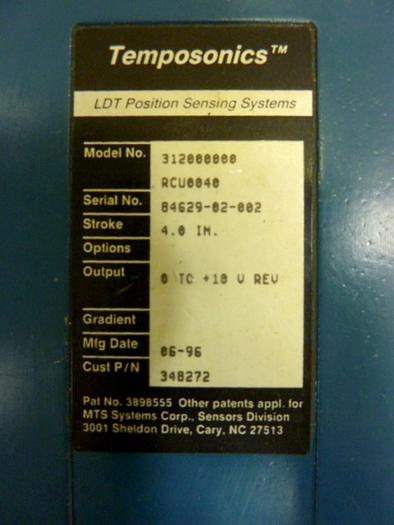 Temposonics™
LDT Position Sensing Systems
Model No. 312000000
RCU0040
Serial No. 84629-02-002
Stroke 4.0 IN.
Options
Output 0 TO +10 V REV
Gradient
Mfg Date 06-96
Cust P/N 348272
Pat No. 3898555 Other patents appl. for
MTS Systems Corp., Sensors Division
3001 Sheldon Drive, Cary, NC 27513